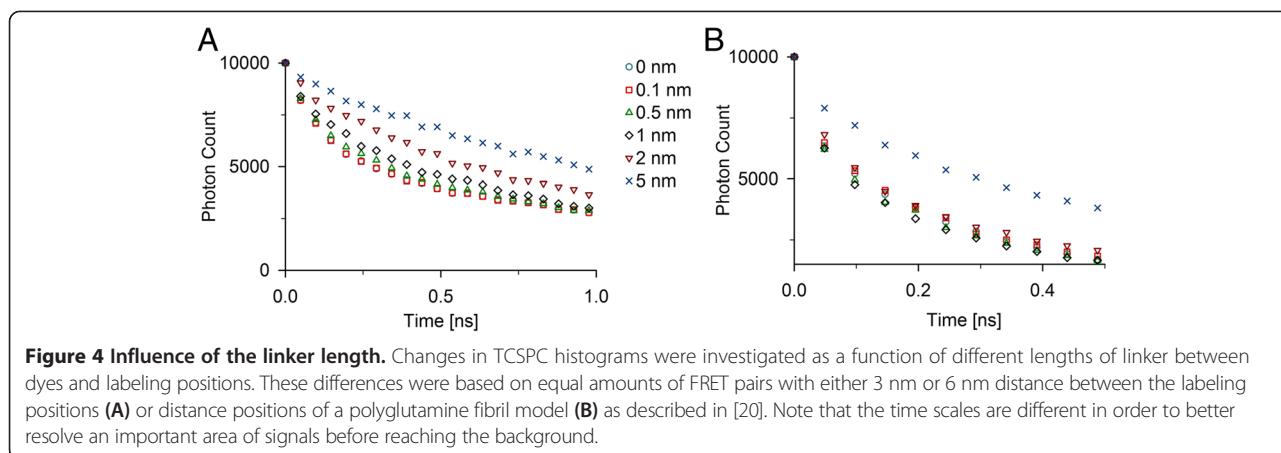 A
10000
5000
0
Photon Count
0.0
0.5
1.0
Time [ns]
0 nm
0.1 nm
0.5 nm
1 nm
2 nm
5 nm
B
10000
5000
Photon Count
0.0
0.2
0.4
Time [ns]
Figure 4 Influence of the linker length. Changes in TCSPC histograms were investigated as a function of different lengths of linker between
dyes and labeling positions. These differences were based on equal amounts of FRET pairs with either 3 nm or 6 nm distance between the labeling
positions (A) or distance positions of a polyglutamine fibril model (B) as described in [20]. Note that the time scales are different in order to better
resolve an important area of signals before reaching the background.